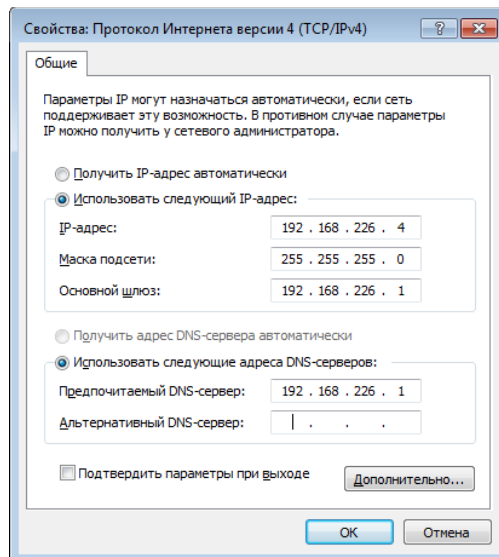 Свойства: Протокол Интернета версии 4 (TCP/IPv4)
Общие
Параметры IP могут назначаться автоматически, если сеть
поддерживает эту возможность. В противном случае параметры
IP можно получить у сетевого администратора.
Получить IP-адрес автоматически
Использовать следующий IP-адрес:
IP-адрес: 192 . 168 . 226 . 4
Маска подсети: 255 . 255 . 255 . 0
Основной шлюз: 192 . 168 . 226 . 1
Получить адрес DNS-сервера автоматически
Использовать следующие адреса DNS-серверов:
Предпочитаемый DNS-сервер: 192 . 168 . 226 . 1
Альтернативный DNS-сервер: . . .
Подтвердить параметры при выходе
Дополнительно...
ОК Отмена